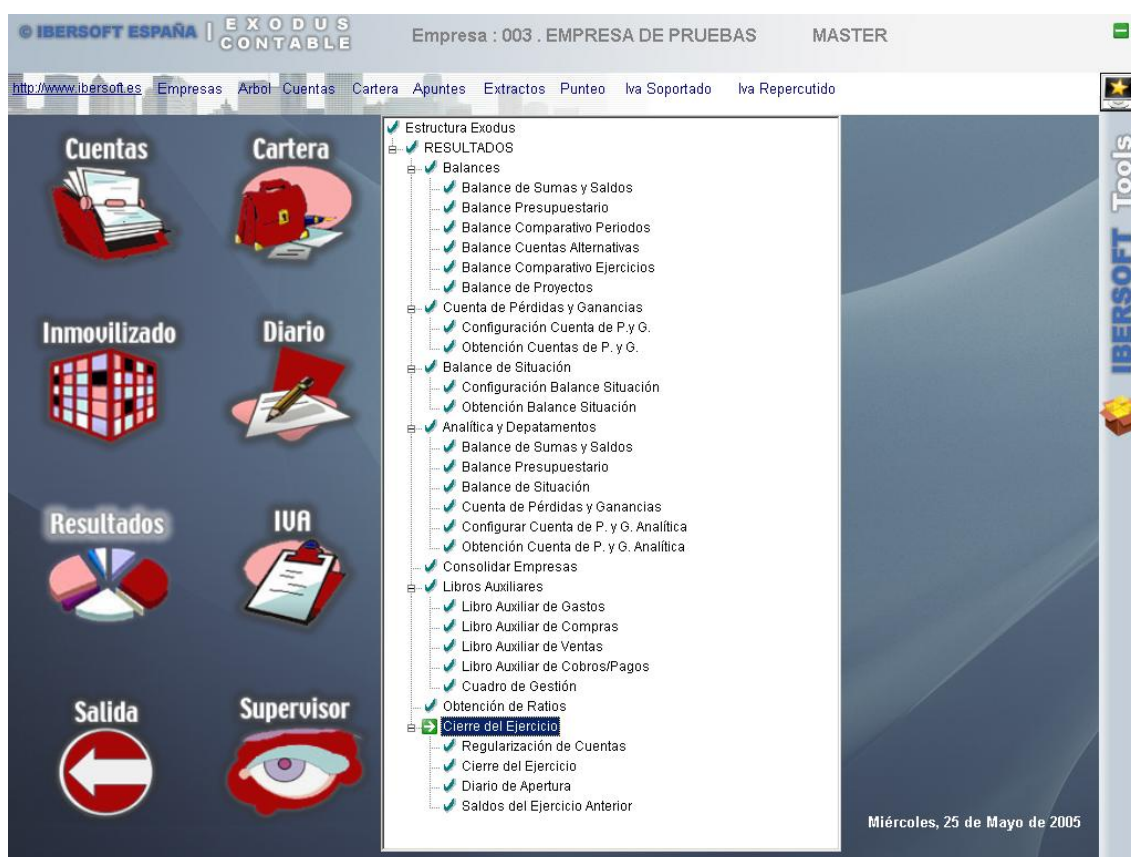 © IBERSOFT ESPAÑA | EXODUS CONTABLE
Empresa : 003 . EMPRESA DE PRUEBAS MASTER
http://www.ibersoft.es Empresas Arbol Cuentas Cartera Apuntes Extractos Punteo Iva Soportado Iva Repercutido
Cuentas
Cartera
Inmovilizado
Diario
Resultados
IVA
Salida
Supervisor
Estructura Exodus
RESULTADOS
Balances
Balance de Sumas y Saldos
Balance Presupuestario
Balance Comparativo Periodos
Balance Cuentas Alternativas
Balance Comparativo Ejercicios
Balance de Proyectos
Cuenta de Pérdidas y Ganancias
Configuración Cuenta de P.y G.
Obtención Cuentas de P. y G.
Balance de Situación
Configuración Balance Situación
Obtención Balance Situación
Analítica y Depatamentos
Balance de Sumas y Saldos
Balance Presupuestario
Balance de Situación
Cuenta de Pérdidas y Ganancias
Configurar Cuenta de P. y G. Analítica
Obtención Cuenta de P. y G. Analítica
Consolidar Empresas
Libros Auxiliares
Libro Auxiliar de Gastos
Libro Auxiliar de Compras
Libro Auxiliar de Ventas
Libro Auxiliar de Cobros/Pagos
Cuadro de Gestión
Obtención de Ratios
Cierre del Ejercicio
Regularización de Cuentas
Cierre del Ejercicio
Diario de Apertura
Saldos del Ejercicio Anterior
Miércoles, 25 de Mayo de 2005
IBERSOFT Tools